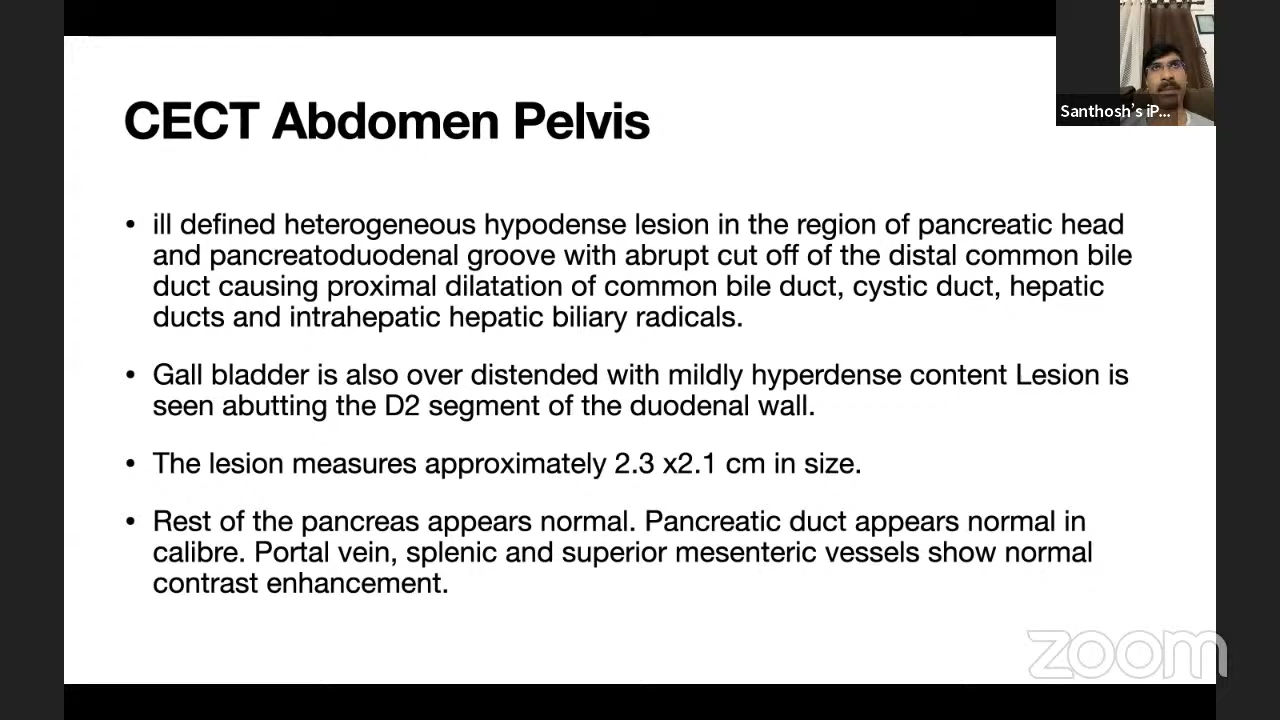 CECT Abdomen Pelvis
Santhosh's iP...
• ill defined heterogeneous hypodense lesion in the region of pancreatic head
and pancreatoduodenal groove with abrupt cut off of the distal common bile
duct causing proximal dilatation of common bile duct, cystic duct, hepatic
ducts and intrahepatic hepatic biliary radicals.
• Gall bladder is also over distended with mildly hyperdense content Lesion is
seen abutting the D2 segment of the duodenal wall.
• The lesion measures approximately 2.3 x2.1 cm in size.
• Rest of the pancreas appears normal. Pancreatic duct appears normal in
calibre. Portal vein, splenic and superior mesenteric vessels show normal
contrast enhancement.
zoom